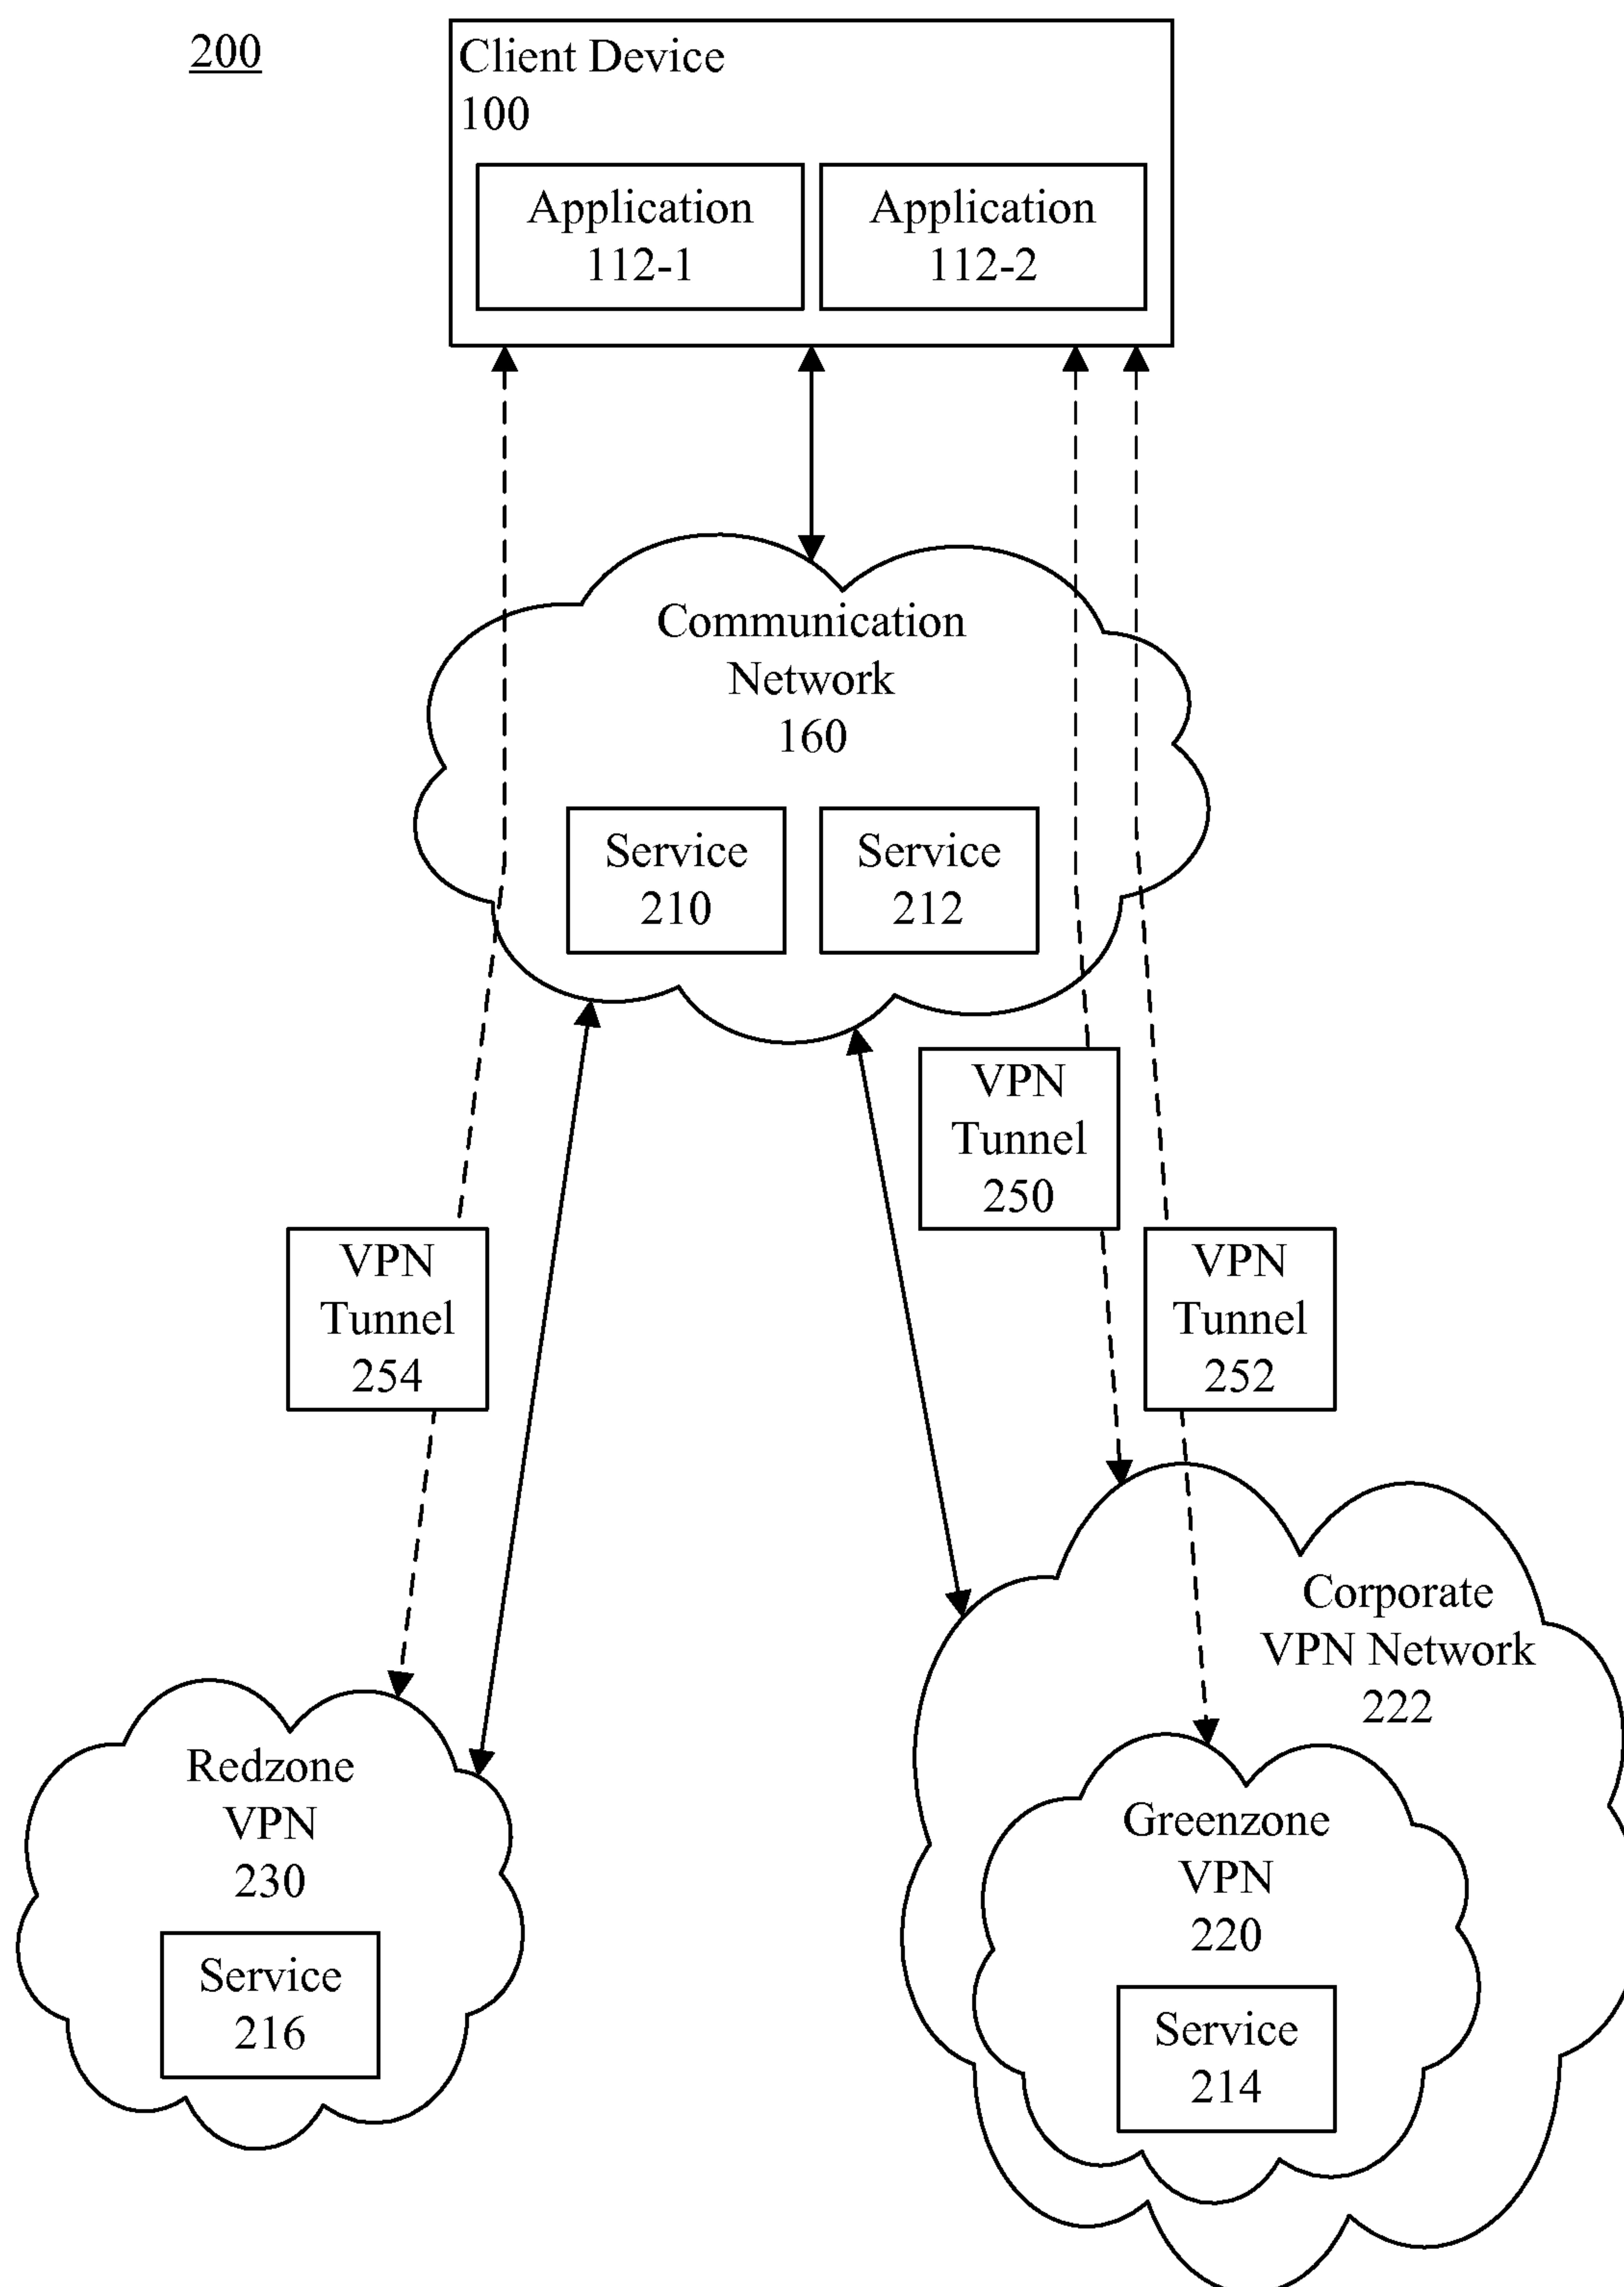 200
Client Device
100
Application
112-1
Application
112-2
Communication
Network
160
Service
210
Service
212
VPN
Tunnel
250
VPN
Tunnel
254
VPN
Tunnel
252
Corporate
VPN Network
222
Redzone
VPN
230
Service
216
Greenzone
VPN
220
Service
214